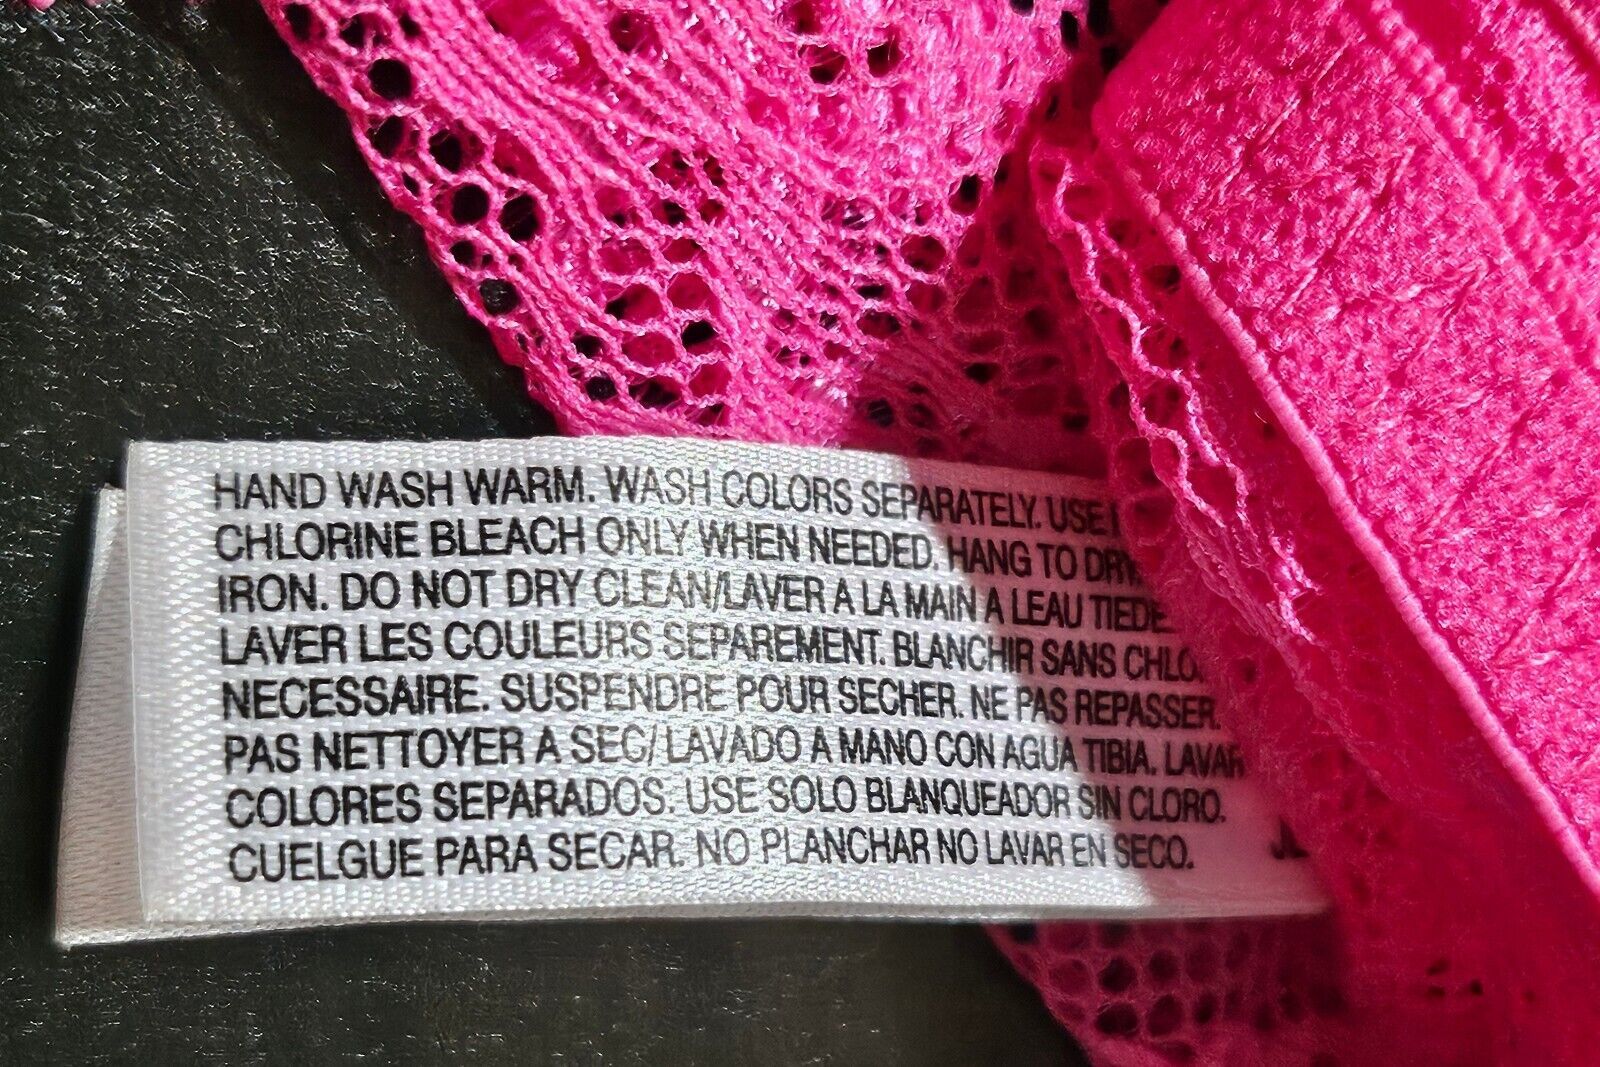 HAND WASH WARM. WASH COLORS SEPARATELY. USE
CHLORINE BLEACH ONLY WHEN NEEDED. HANG TO DRY.
IRON. DO NOT DRY CLEAN/LAVER A LA MAIN A LEAU TIEDE
LAVER LES COULEURS SEPAREMENT. BLANCHIR SANS
NECESSAIRE. SUSPENDRE POUR SECHER. NE PAS REPASSER.
PAS NETTOYER A SEC/ LAVADO A MANO CON AGUA TIBIA. LAVAR
COLORES SEPARADOS. USE SOLO BLANQUEADOR SIN CLORO.
CUELGUE PARA SECAR. NO PLANCHAR NO LAVAR EN SECO.